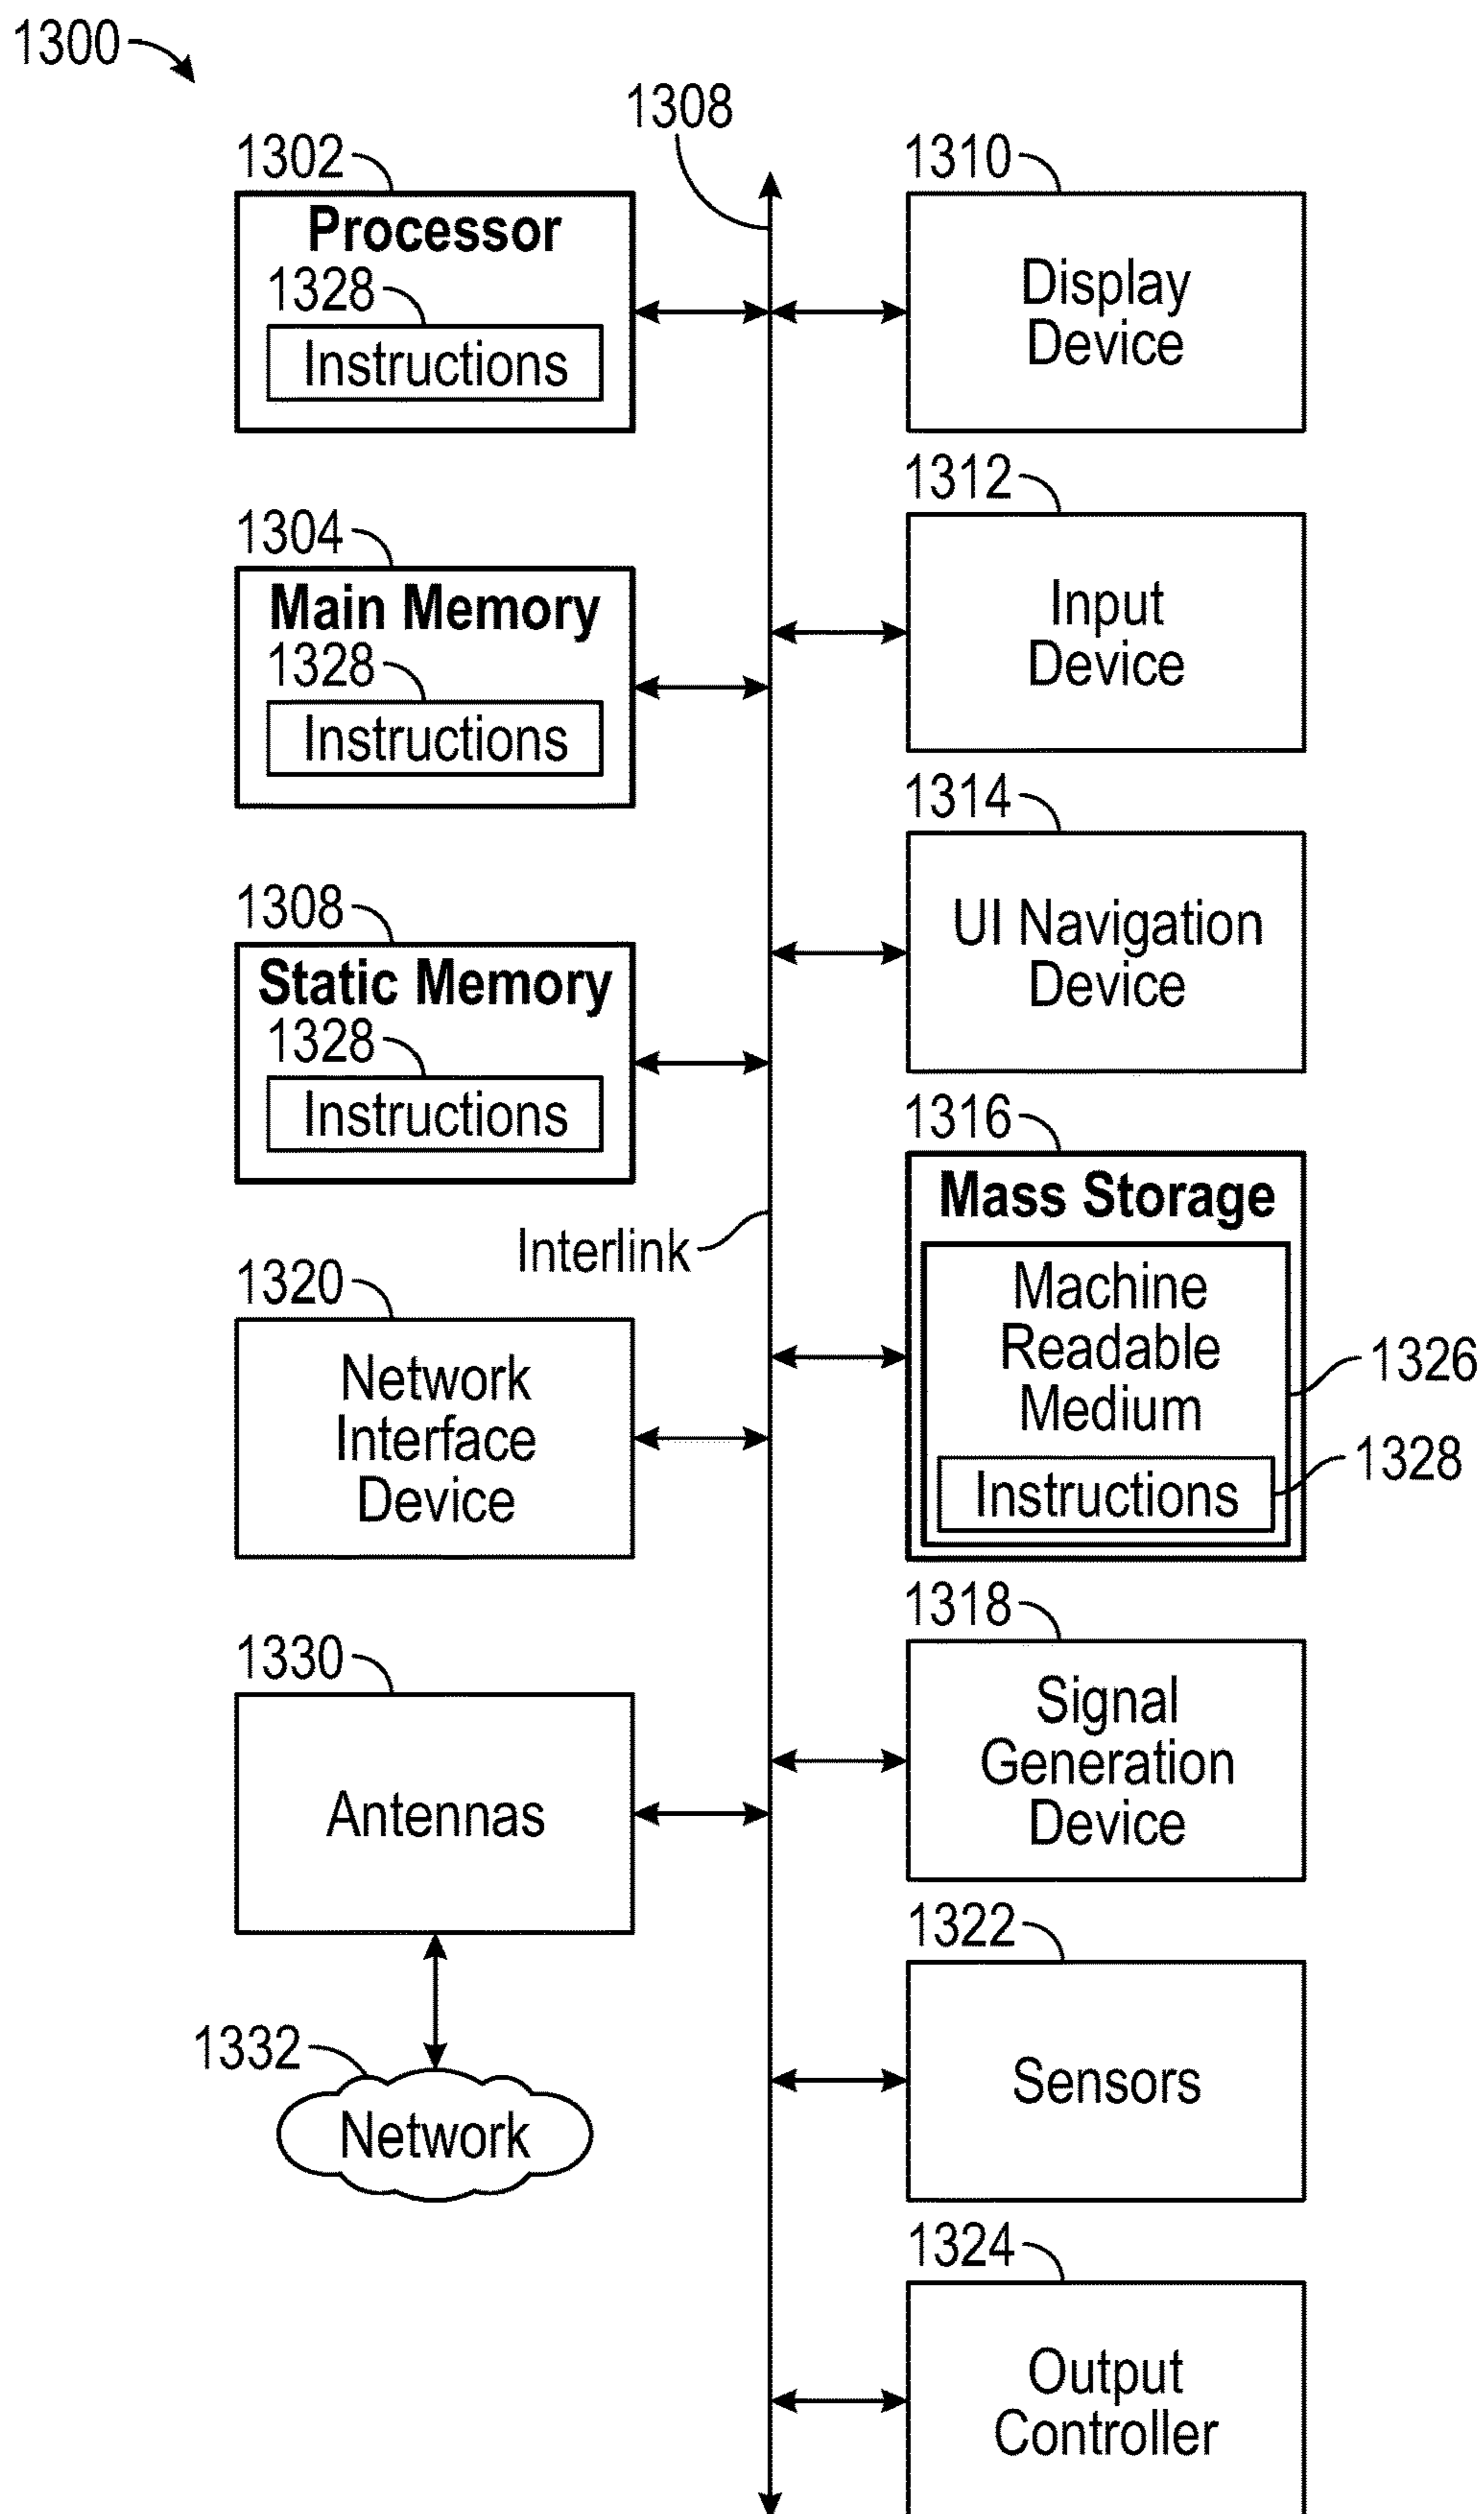 1300
1308
1302
Processor
1328
Instructions
1310
Display
Device
1304
Main Memory
1328
Instructions
1312
Input
Device
1308
Static Memory
1328
Instructions
1314
UI Navigation
Device
Interlink
1316
Mass Storage
Machine
Readable
Medium
1326
Instructions
1328
1320
Network
Interface
Device
1318
Signal
Generation
Device
1330
Antennas
1332
Network
1322
Sensors
1324
Output
Controller